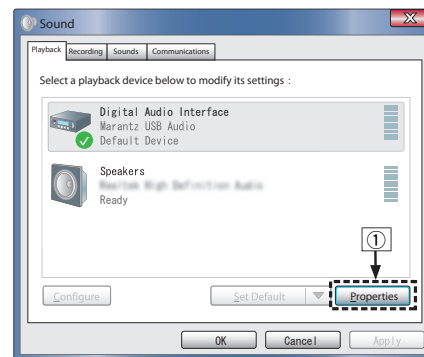 Sound
Playback Recording Sounds Communications
Select a playback device below to modify its settings :
Digital Audio Interface
Marantz USB Audio
Default Device
Speakers
Ready
1
Configure Set Default Properties
OK Cancel Apply